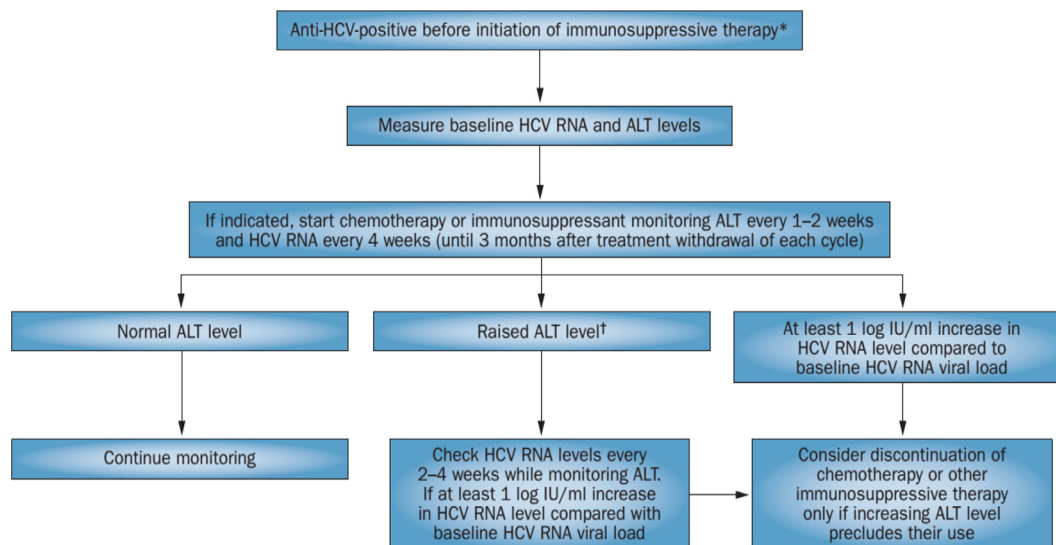 Anti-HCV-positive before initiation of immunosuppressive therapy*
Measure baseline HCV RNA and ALT levels
If indicated, start chemotherapy or immunosuppressant monitoring ALT every 1–2 weeks
and HCV RNA every 4 weeks (until 3 months after treatment withdrawal of each cycle)
Normal ALT level
Raised ALT level†
At least 1 log IU/ml increase in
HCV RNA level compared to
baseline HCV RNA viral load
Continue monitoring
Check HCV RNA levels every
2–4 weeks while monitoring ALT.
If at least 1 log IU/ml increase
in HCV RNA level compared with
baseline HCV RNA viral load
Consider discontinuation of
chemotherapy or other
immunosuppressive therapy
only if increasing ALT level
precludes their use